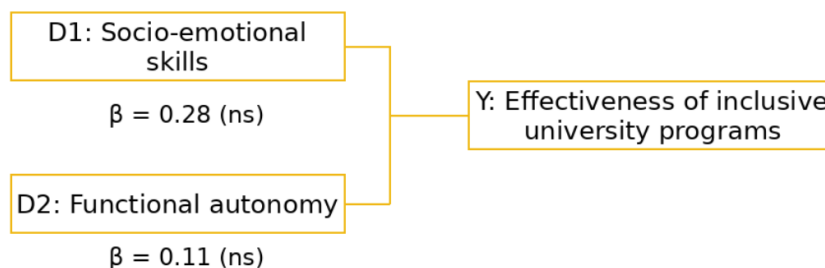 D1: Socio-emotional
skills
β = 0.28 (ns)
Y: Effectiveness of inclusive
university programs
D2: Functional autonomy
β = 0.11 (ns)